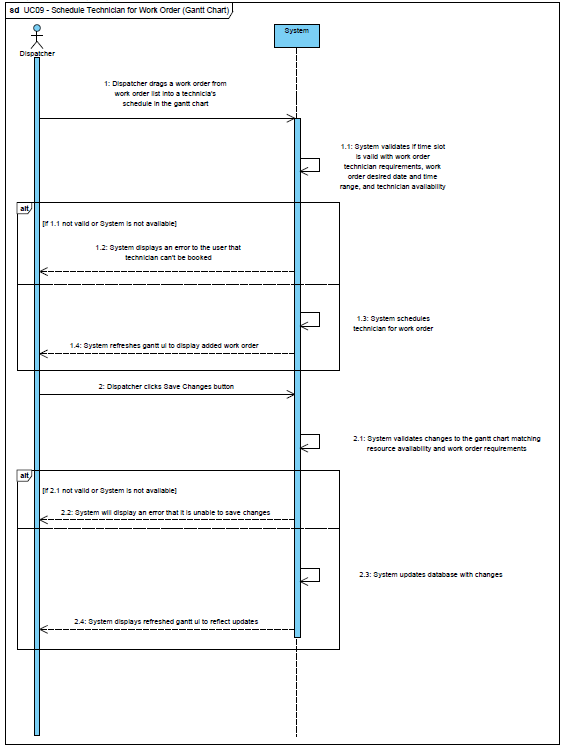 sd UC09 - Schedule Technician for Work Order (Gantt Chart)
System
Dispatcher
1: Dispatcher drags a work order from
work order list into a technicia's
schedule in the gantt chart
1.1: System validates if time slot
is valid with work order
technician requirements, work
order desired date and time
range, and technician availability
alt
[if 1.1 not valid or System is not available]
1.2: System displays an error to the user that
technician can't be booked
1.3: System schedules
technician for work order
1.4: System refreshes gantt ui to display added work order
2: Dispatcher clicks Save Changes button
2.1: System validates changes to the gantt chart matching
resource availability and work order requirements
alt
[if 2.1 not valid or System is not available]
2.2: System will display an error that it is unable to save changes
2.3: System updates database with changes
2.4: System displays refreshed gantt ui to reflect updates